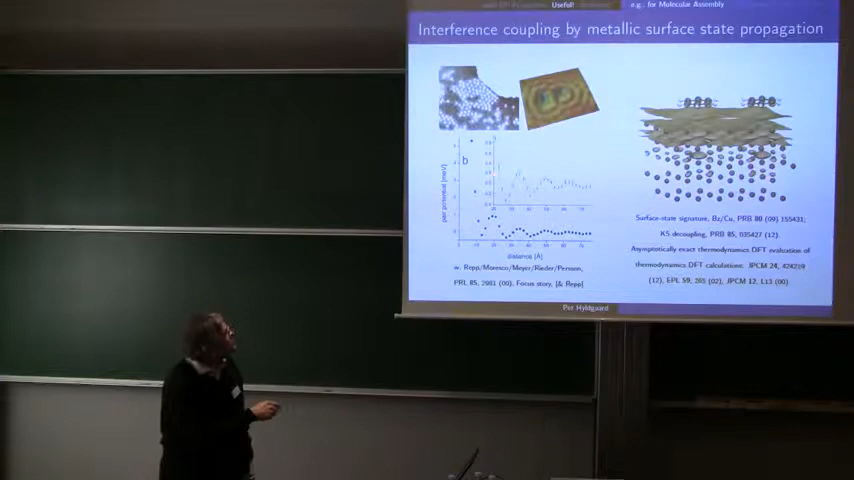 Useful!
e.g., for Molecular Assembly
Interference coupling by metallic surface state propagation
b
pair potential [meV]
distance [Å]
w. Repp/Moresco/Meyer/Rieder/Persson,
PRL 85, 2981 (00). Focus story, [& Repp]
Surface-state signature, Bz/Cu, PRB 80 (09) 155431;
KS decoupling, PRB 85, 035427 (12).
Asymptotically exact thermodynamics DFT evaluation of
thermodynamics DFT calculations: JPCM 24, 424219
(12), EPL 59, 265 (02), JPCM 12, L13 (00).
Per Hyldgaard